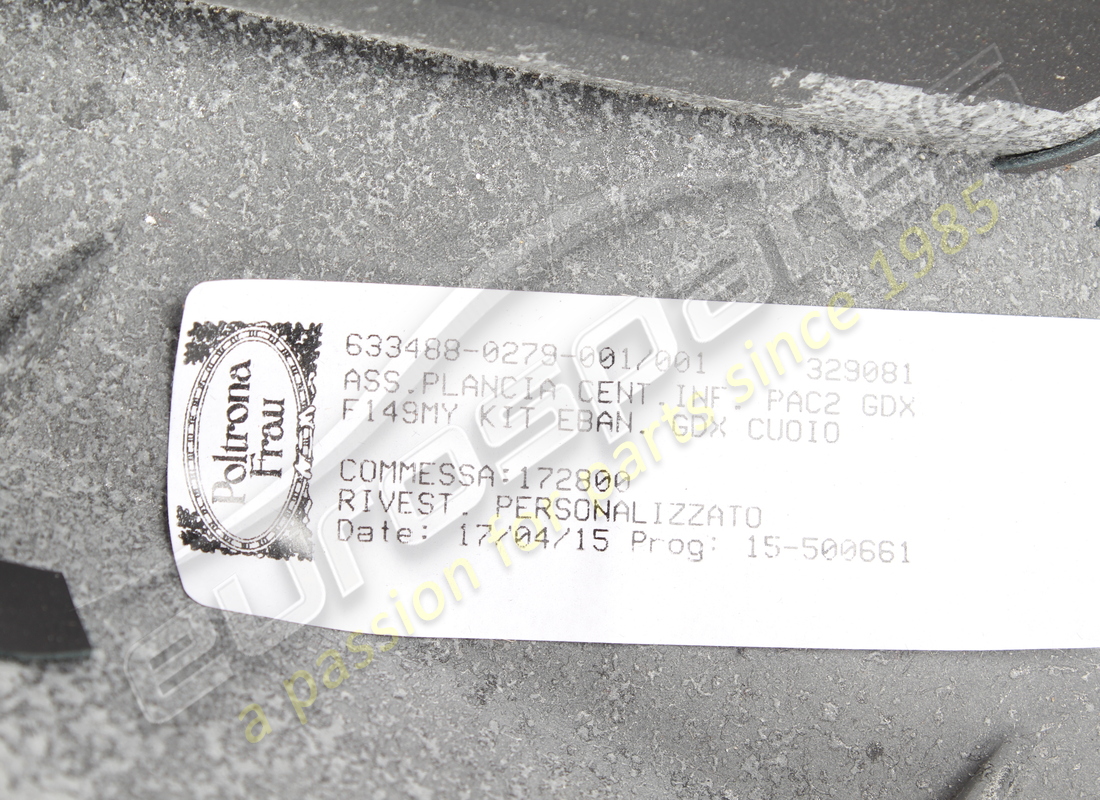 Poltrona
Frau
633488-0279-001/001 329081
ASS.PLANCIA CENT.INF. PAC2 GDX
F149MY KIT EBAN. GDX CUOIO
COMMESSA:172800
RIVEST. PERSONALIZZATO
Date: 17/04/15 Prog: 15-500661
eurospares
a passion for parts since 1985